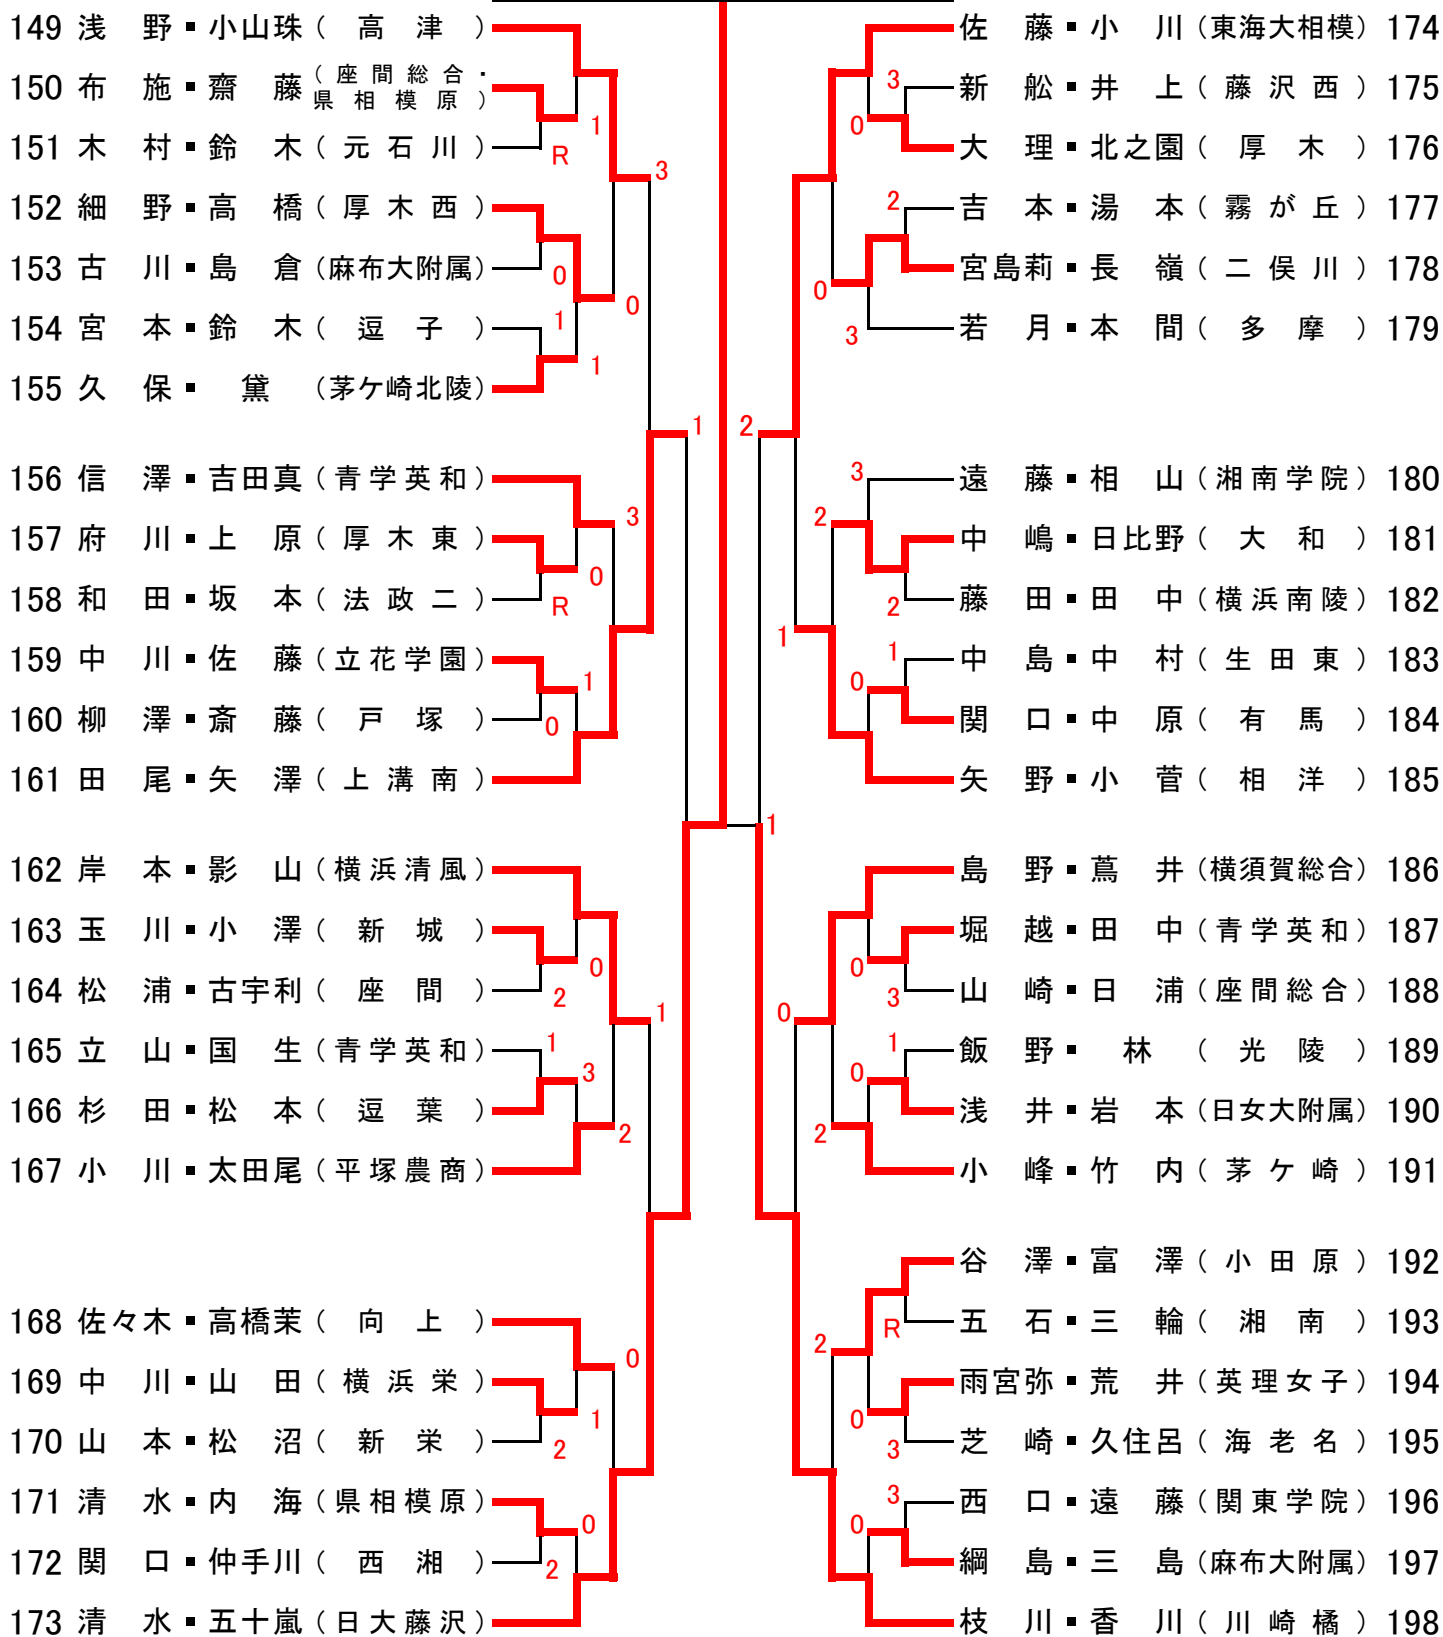 149 浅 野・小山珠（ 高 津 ）
150 布 施・齋 藤（座間総合・県相模原）
151 木 村・鈴 木（元石川）
152 細 野・高 橋（厚木西）
153 古 川・島 倉（麻布大附属）
154 宮 本・鈴 木（ 逗 子 ）
155 久 保・ 黛 （茅ケ崎北陵）
156 信 澤・吉田真（青学英和）
157 府 川・上 原（厚木東）
158 和 田・坂 本（法政二）
159 中 川・佐 藤（立花学園）
160 柳 澤・斎 藤（ 戸 塚 ）
161 田 尾・矢 澤（上溝南）
162 岸 本・影 山（横浜清風）
163 玉 川・小 澤（ 新 城 ）
164 松 浦・古宇利（ 座 間 ）
165 立 山・国 生（青学英和）
166 杉 田・松 本（ 逗 葉 ）
167 小 川・太田尾（平塚農商）
168 佐々木・高橋茉（ 向 上 ）
169 中 川・山 田（横浜栄）
170 山 本・松 沼（ 新 栄 ）
171 清 水・内 海（県相模原）
172 関 口・仲手川（ 西 湘 ）
173 清 水・五十嵐（日大藤沢）
1
R
3
0
1
0
1
3
0
R
1
0
1
0
2
1
3
2
1
0
1
2
0
2
2
1
3
0
2
0
3
3
2
2
1
0
1
1
0
3
0
1
0
2
R
2
0
3
3
0
佐 藤・小 川（東海大相模） 174
新 舩・井 上（藤沢西） 175
大 理・北之園（ 厚 木 ） 176
吉 本・湯 本（霧が丘） 177
宮島莉・長 嶺（二俣川） 178
若 月・本 間（ 多 摩 ） 179
遠 藤・相 山（湘南学院） 180
中 嶋・日比野（ 大 和 ） 181
藤 田・田 中（横浜南陵） 182
中 島・中 村（生田東） 183
関 口・中 原（ 有 馬 ） 184
矢 野・小 菅（ 相 洋 ） 185
島 野・蔦 井（横須賀総合） 186
堀 越・田 中（青学英和） 187
山 崎・日 浦（座間総合） 188
飯 野・ 林 （ 光 陵 ） 189
浅 井・岩 本（日女大附属） 190
小 峰・竹 内（茅ケ崎） 191
谷 澤・富 澤（小田原） 192
五 石・三 輪（ 湘 南 ） 193
雨宮弥・荒 井（英理女子） 194
芝 崎・久住呂（海老名） 195
西 口・遠 藤（関東学院） 196
綱 島・三 島（麻布大附属） 197
枝 川・香 川（川崎橘） 198